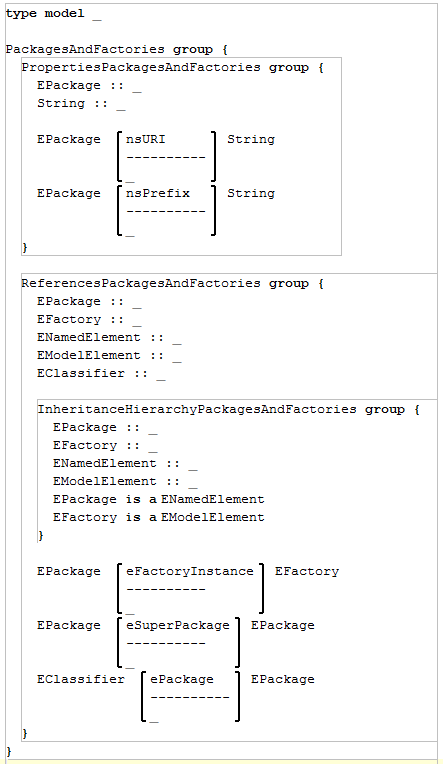 type model _
PackagesAndFactories group {
PropertiesPackagesAndFactories group {
EPackage :: _
String :: _
EPackage nsURI String
----------
_
EPackage nsPrefix String
----------
_
}
ReferencesPackagesAndFactories group {
EPackage :: _
EFactory :: _
ENamedElement :: _
EModelElement :: _
EClassifier :: _
InheritanceHierarchyPackagesAndFactories group {
EPackage :: _
EFactory :: _
ENamedElement :: _
EModelElement :: _
EPackage is a ENamedElement
EFactory is a EModelElement
}
EPackage eFactoryInstance EFactory
----------
_
EPackage eSuperPackage EPackage
----------
_
EClassifier ePackage EPackage
----------
_
}
}